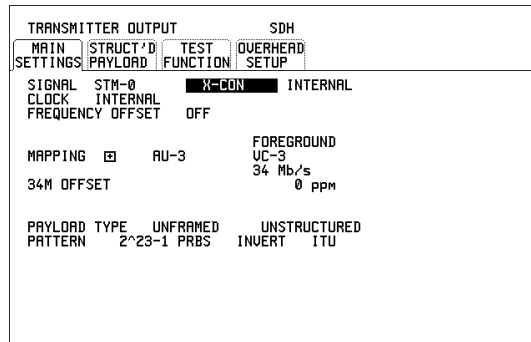 TRANSMITTER OUTPUT SDH
MAIN SETTINGS STRUCT'D PAYLOAD TEST FUNCTION OVERHEAD SETUP
SIGNAL STM-0 X-CON INTERNAL
CLOCK INTERNAL
FREQUENCY OFFSET OFF
FOREGROUND
MAPPING + AU-3 VC-3
34 Mb/s
34M OFFSET 0 ppm
PAYLOAD TYPE UNFRAMED UNSTRUCTURED
PATTERN 2^23-1 PRBS INVERT ITU